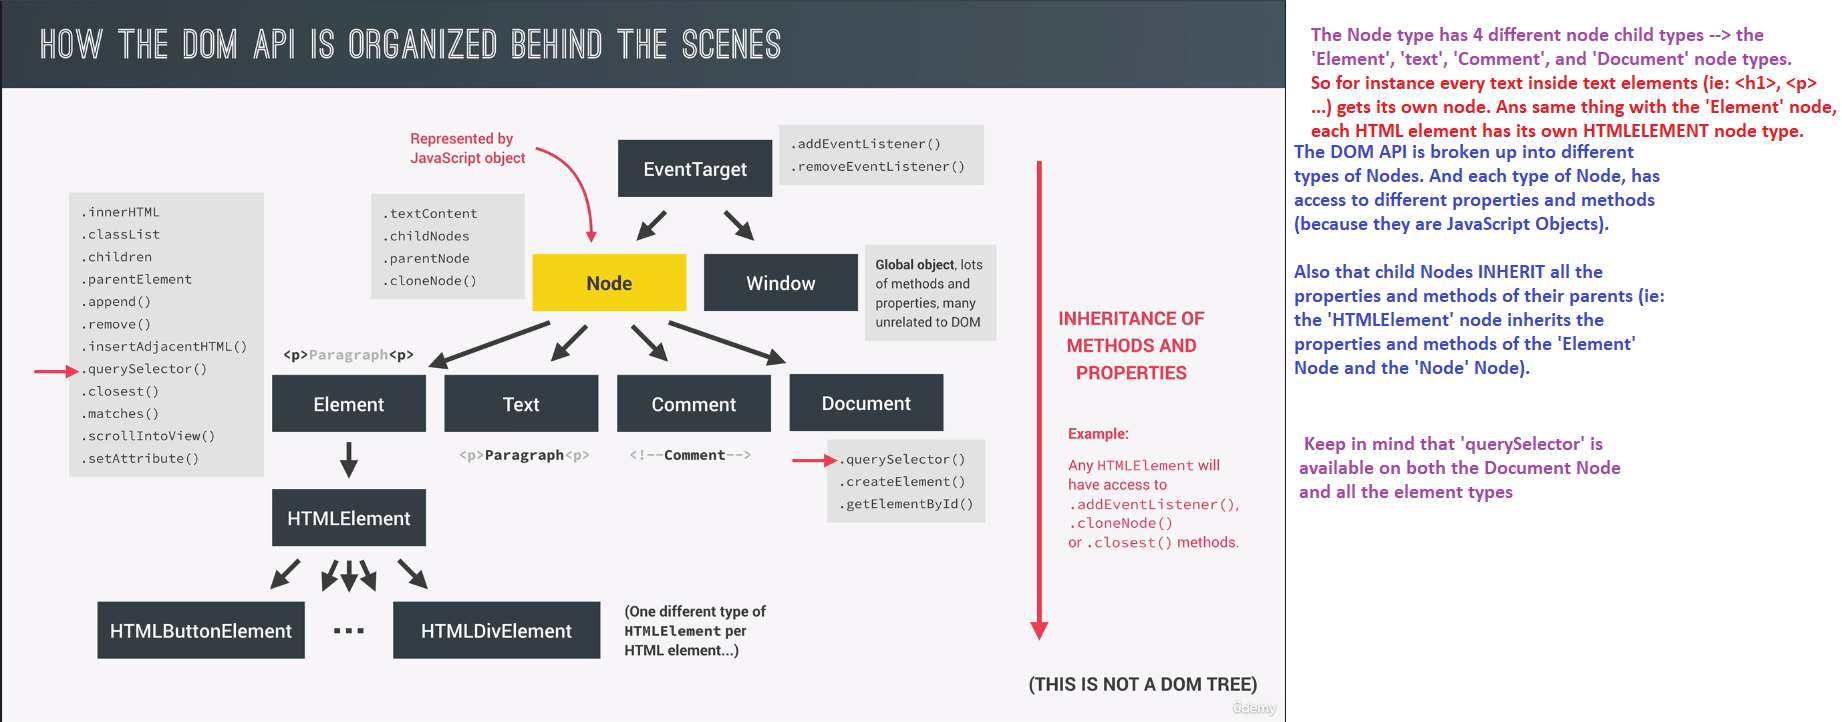 HOW THE DOM API IS ORGANIZED BEHIND THE SCENES
Represented by
JavaScript object
EventTarget
.addEventListener()
.removeEventListener()
.innerHTML
.classList
.children
.parentElement
.append()
.remove()
.insertAdjacentHTML()
.querySelector()
.closest()
.matches()
.scrollIntoView()
.setAttribute()
.textContent
.childNodes
.parentNode
.cloneNode()
Node
Window
Global object, lots
of methods and
properties, many
unrelated to DOM
<p>Paragraph<p>
Element
Text
Comment
Document
<p>Paragraph<p>
<!--Comment-->
.querySelector()
.createElement()
.getElementById()
HTMLElement
HTMLButtonElement
...
HTMLDivElement
(One different type of
HTMLElement per
HTML element...)
INHERITANCE OF
METHODS AND
PROPERTIES
Example:
Any HTMLElement will
have access to
.addEventListener(),
.cloneNode()
or .closest() methods.
(THIS IS NOT A DOM TREE)
ûdemy
The Node type has 4 different node child types --> the
'Element', 'text', 'Comment', and 'Document' node types.
So for instance every text inside text elements (ie: <h1>, <p>
...) gets its own node. Ans same thing with the 'Element' node,
each HTML element has its own HTMLELEMENT node type.
The DOM API is broken up into different
types of Nodes. And each type of Node, has
access to different properties and methods
(because they are JavaScript Objects).
Also that child Nodes INHERIT all the
properties and methods of their parents (ie:
the 'HTMLElement' node inherits the
properties and methods of the 'Element'
Node and the 'Node' Node).
Keep in mind that 'querySelector' is
available on both the Document Node
and all the element types